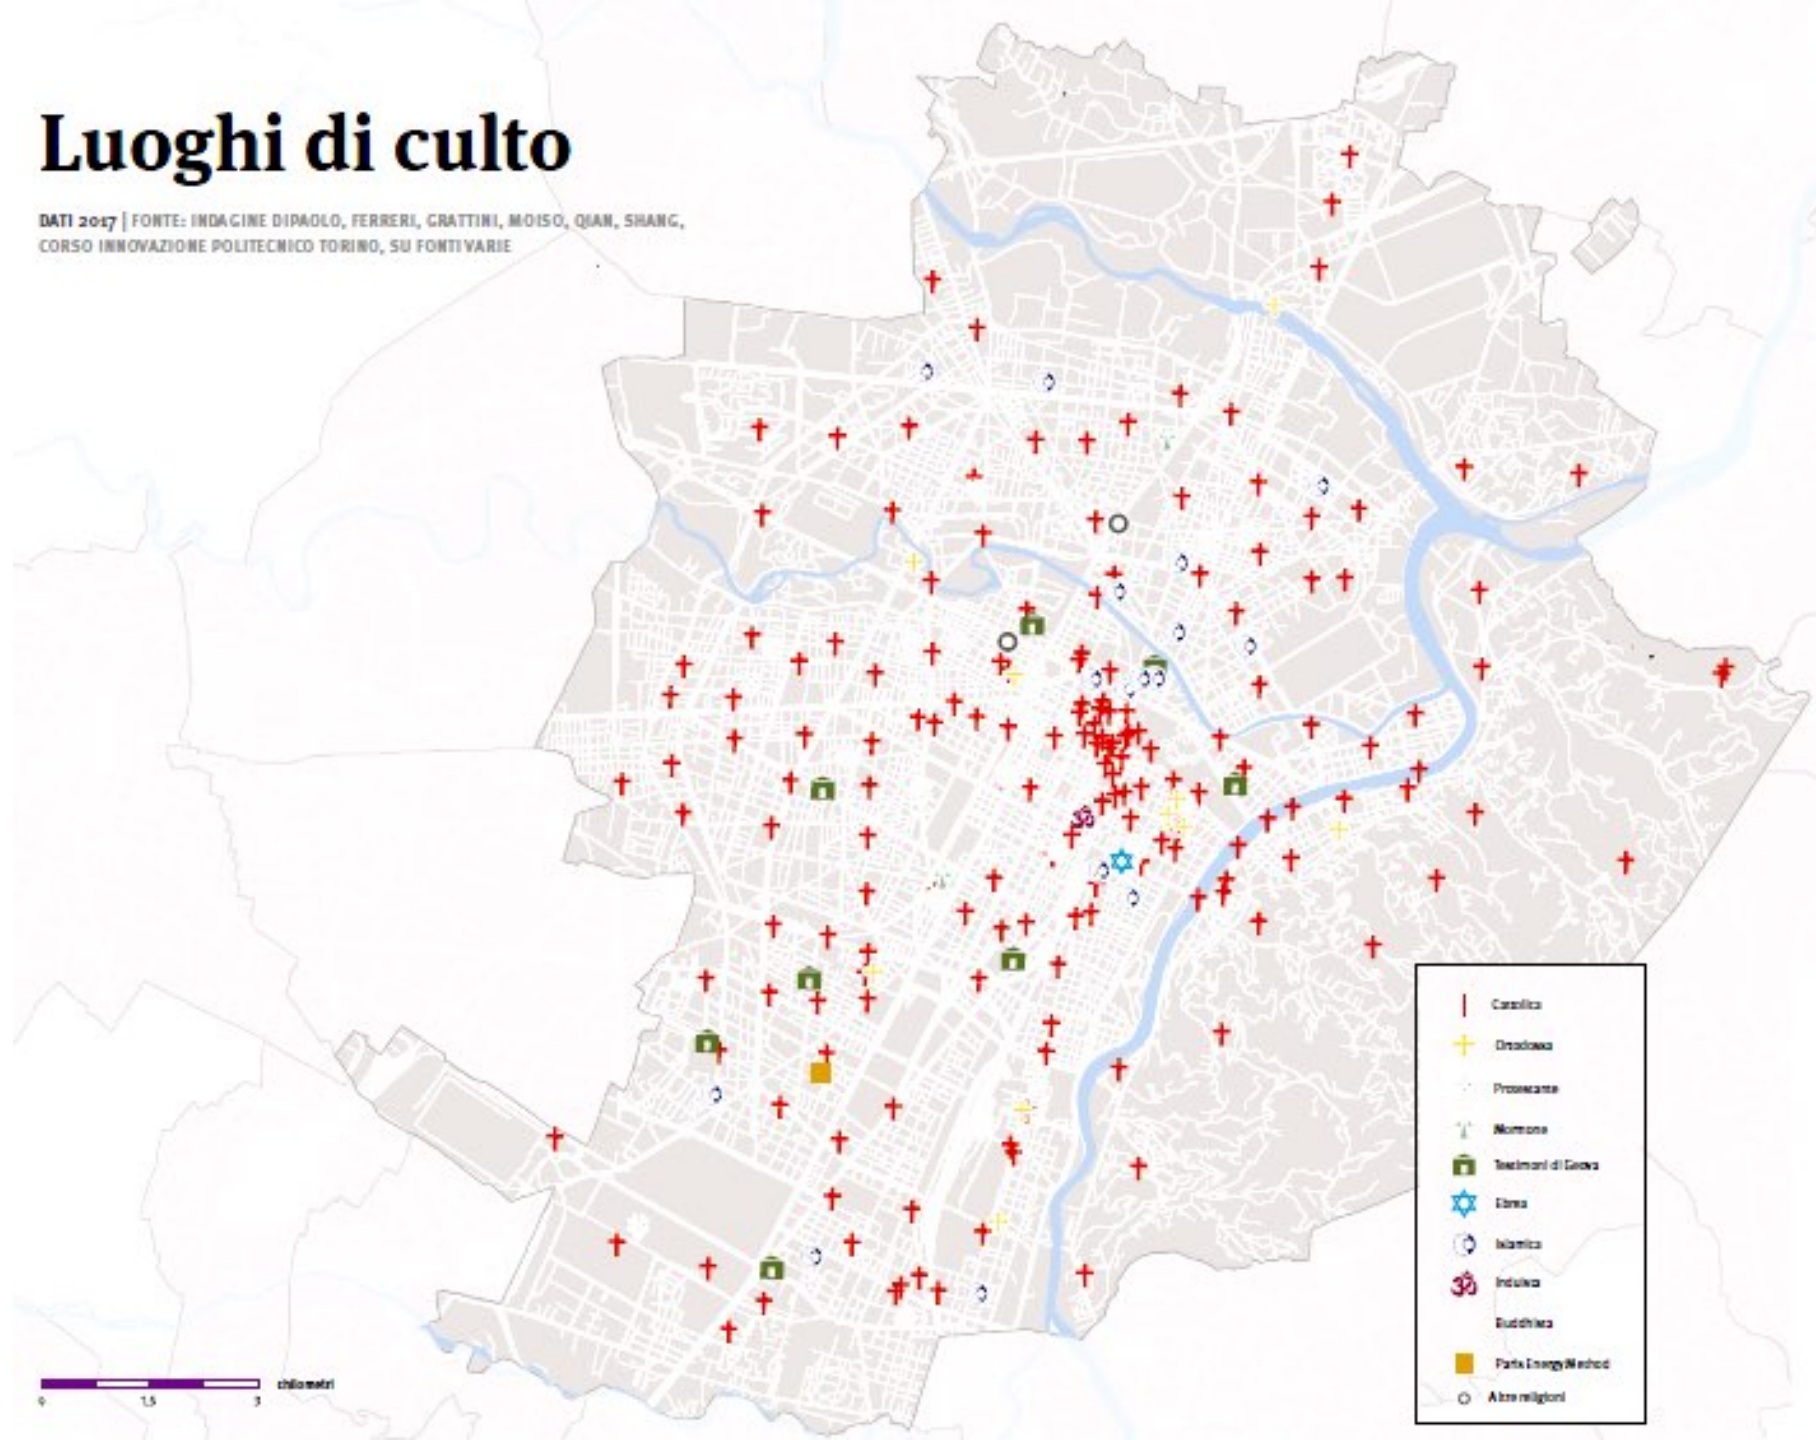 Luoghi di culto
DATI 2017 | FONTE: INDAGINE DIPAOLO, FERRERI, GRATTINI, MOISO, QIAN, SHANG,
CORSO INNOVAZIONE POLITECNICO TORINO, SU FONTI VARIE
Cattolica
Ortodossa
Protestante
Mormone
Testimoni di Geova
Ebrea
Islamica
Induista
Buddhista
Paris Energy Method
Altre religioni
chilometri
0 1,5 3